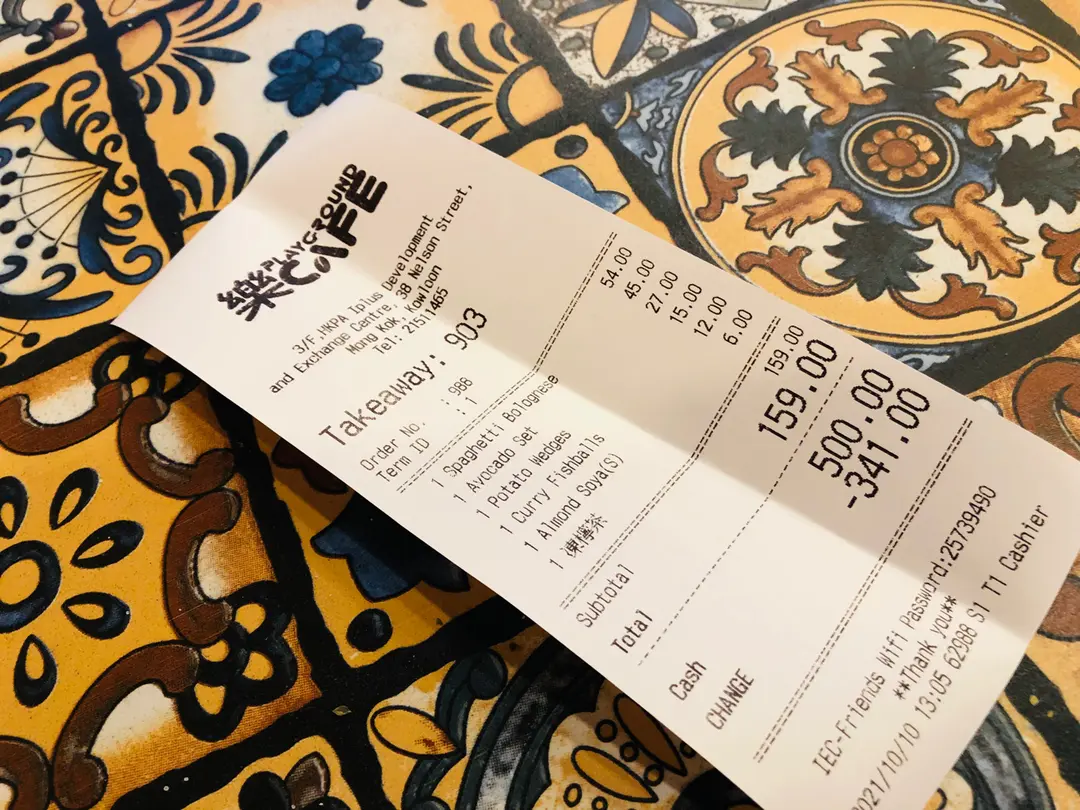 樂 PLAYGROUND
CAFE
3/F,HKPA Iplus Development
and Exchange Centre, 38 Nelson Street,
Mong Kok, Kowloon
Tel: 21511465
Takeaway: 903
Order No. : 988
Term ID : 1
1 Spaghetti Bolognese 54.00
1 Avocado Set 45.00
1 Potato Wedges 27.00
1 Curry Fishballs 15.00
1 Almond Soya(S) 12.00
1 凍檸茶 6.00
Subtotal 159.00
Total 159.00
Cash 500.00
CHANGE -341.00
IEC-Friends Wifi Password:25739490
**Thank you**
2021/10/10 13:05 62988 S1 T1 Cashier